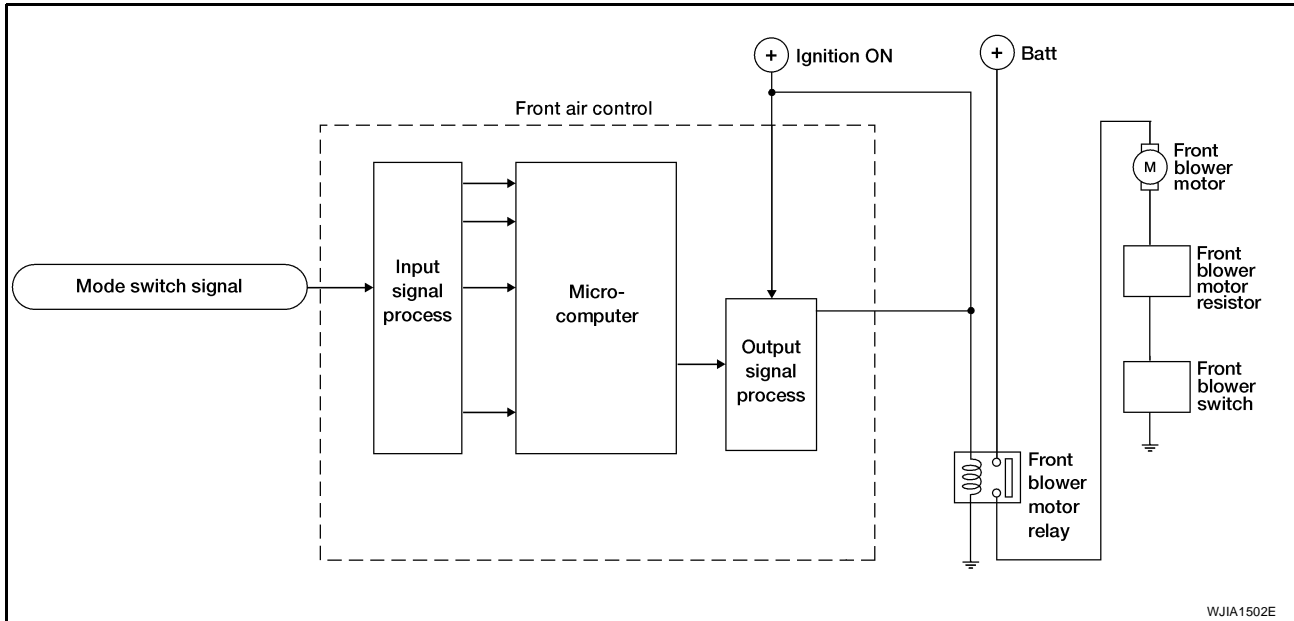 Ignition ON
Batt
Front air control
Front
blower
motor
Mode switch signal
Input
signal
process
Micro-
computer
Output
signal
process
Front
blower
motor
resistor
Front
blower
switch
Front
blower
motor
relay
M
+
+
WJIA1502E